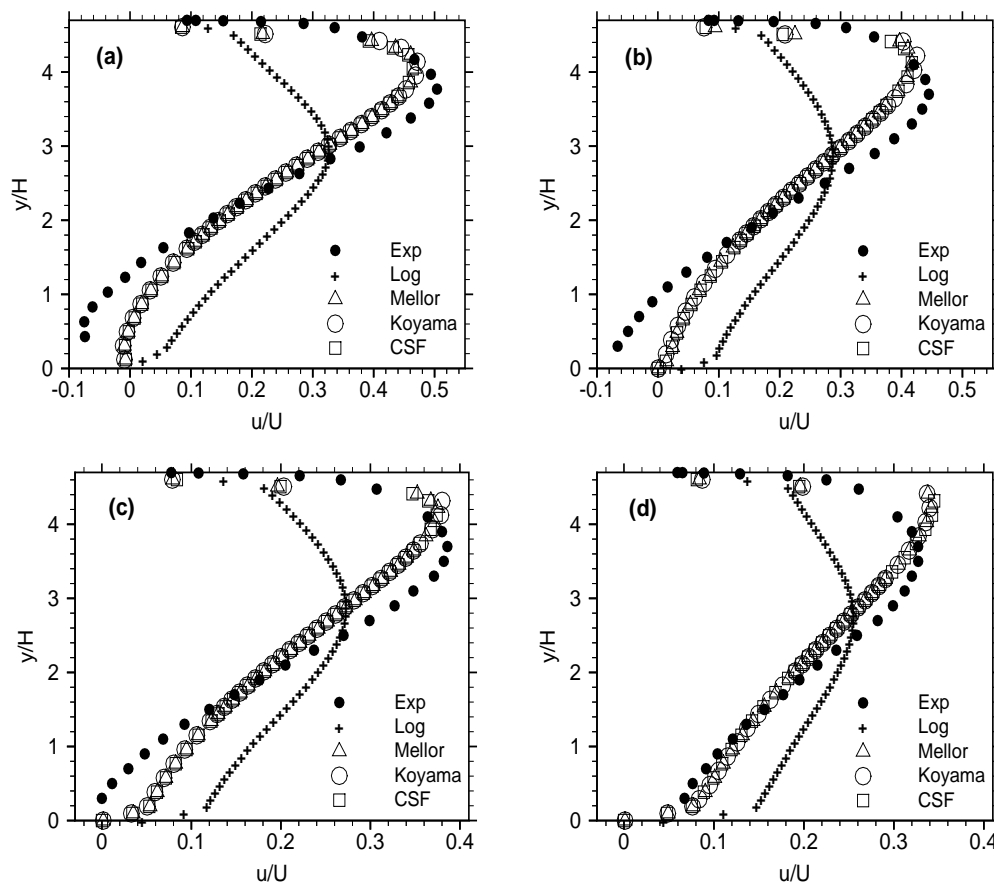 (a)
y/H
4
3
2
1
0
Exp
Log
Mellor
Koyama
CSF
-0.1 0 0.1 0.2 0.3 0.4 0.5
u/U
(b)
y/H
4
3
2
1
0
Exp
Log
Mellor
Koyama
CSF
-0.1 0 0.1 0.2 0.3 0.4 0.5
u/U
(c)
y/H
4
3
2
1
0
Exp
Log
Mellor
Koyama
CSF
0 0.1 0.2 0.3 0.4
u/U
(d)
y/H
4
3
2
1
0
Exp
Log
Mellor
Koyama
CSF
0 0.1 0.2 0.3 0.4
u/U